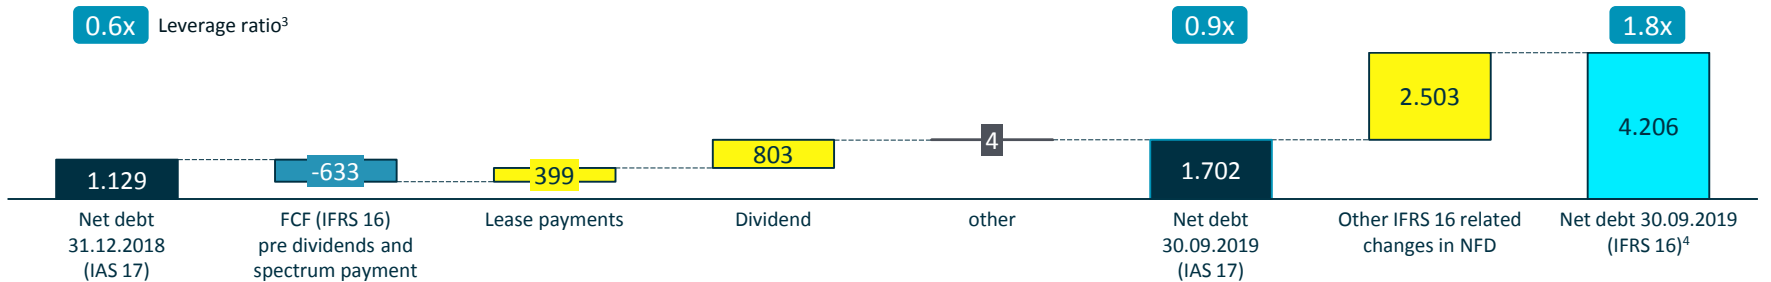 0.6x Leverage ratio³
0.9x
1.8x
1.129
-633
399
803
4
1.702
2.503
4.206
Net debt
31.12.2018
(IAS 17)
FCF (IFRS 16)
pre dividends and
spectrum payment
Lease payments
Dividend
other
Net debt
30.09.2019
(IAS 17)
Other IFRS 16 related
changes in NFD
Net debt 30.09.2019
(IFRS 16)⁴